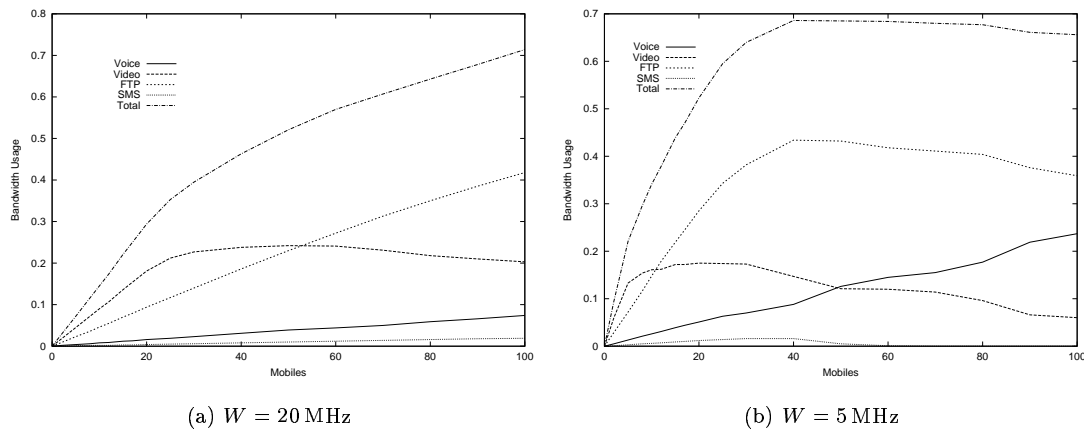 0.8
0.7
0.6
0.5
0.4
0.3
0.2
0.1
0
Bandwidth Usage
Voice
Video
FTP
SMS
Total
0 20 40 60 80 100
Mobiles
(a) W = 20 MHz
0.7
0.6
0.5
0.4
0.3
0.2
0.1
0
Bandwidth Usage
Voice
Video
FTP
SMS
Total
0 20 40 60 80 100
Mobiles
(b) W = 5 MHz